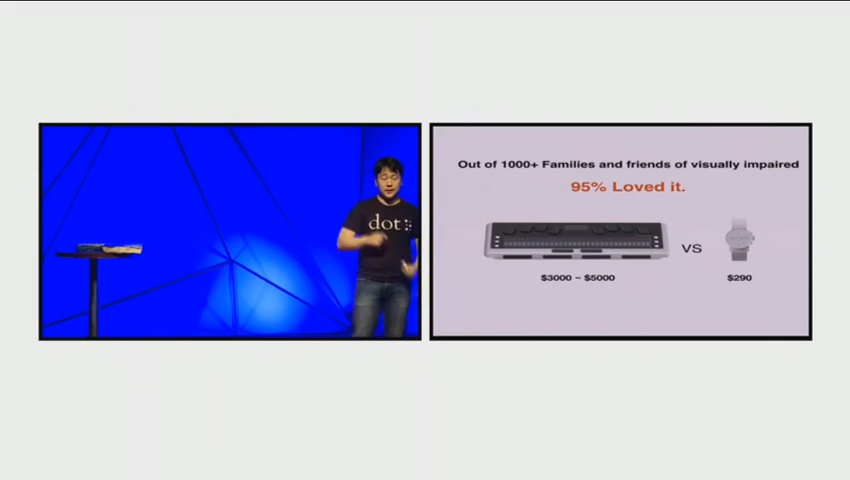 dot
Out of 1000+ Families and friends of visually impaired
95% Loved it.
VS
$3000 ~ $5000
$290